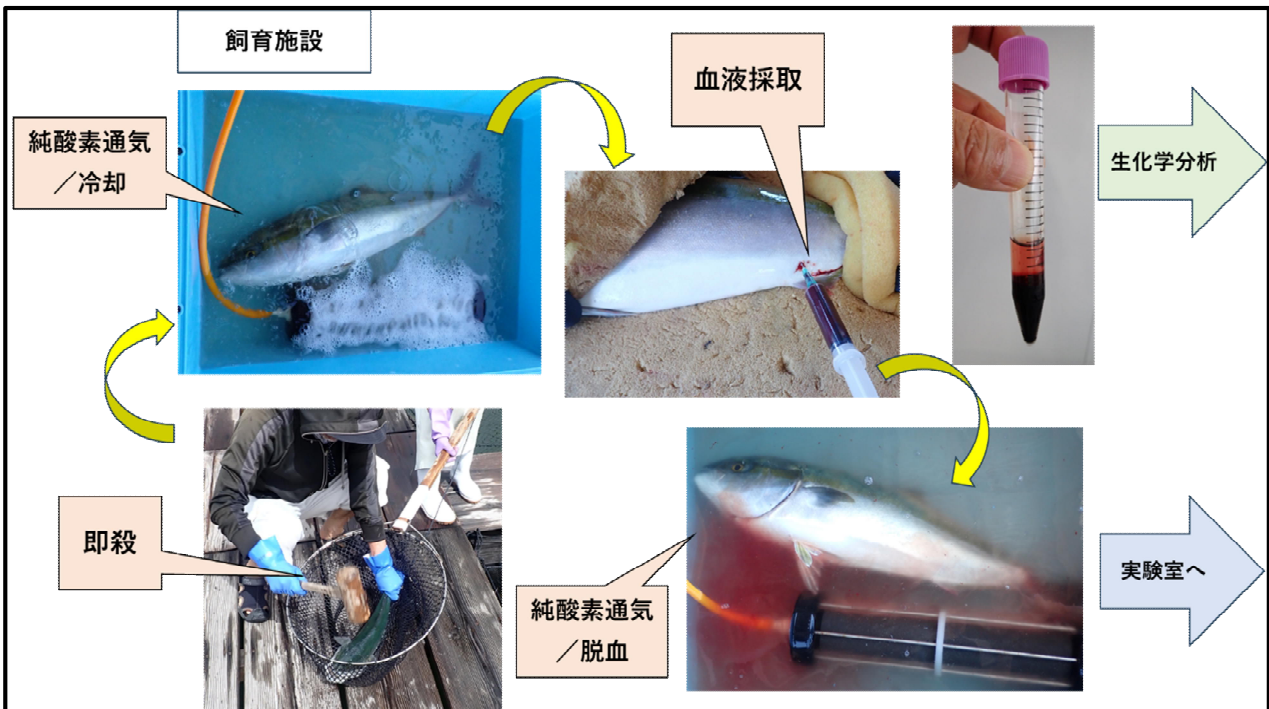 飼育施設
純酸素通気
／冷却
血液採取
生化学分析
即殺
純酸素通気
／脱血
実験室へ